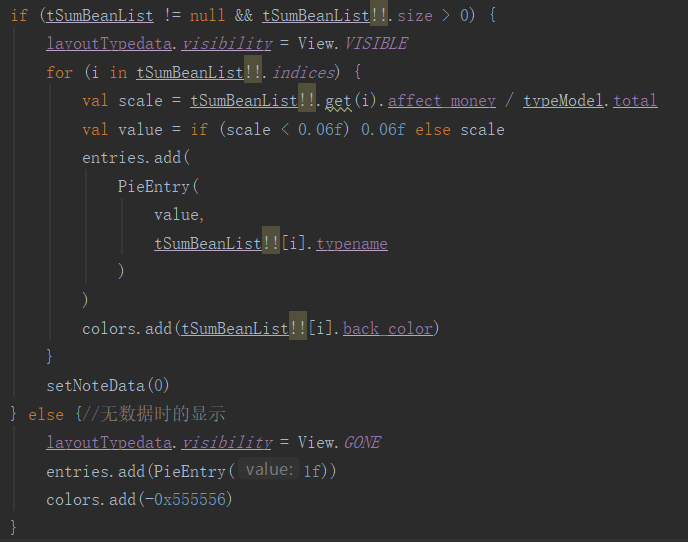 if (tSumBeanList != null && tSumBeanList!!.size > 0) {
layoutTypedata.visibility = View.VISIBLE
for (i in tSumBeanList!!.indices) {
val scale = tSumBeanList!!.get(i).affect_money / typeModel.total
val value = if (scale < 0.06f) 0.06f else scale
entries.add(
PieEntry(
value,
tSumBeanList!![i].typename
)
)
colors.add(tSumBeanList!![i].back_color)
}
setNoteData(0)
} else {//无数据时的显示
layoutTypedata.visibility = View.GONE
entries.add(PieEntry( value: 1f))
colors.add(-0x555556)
}